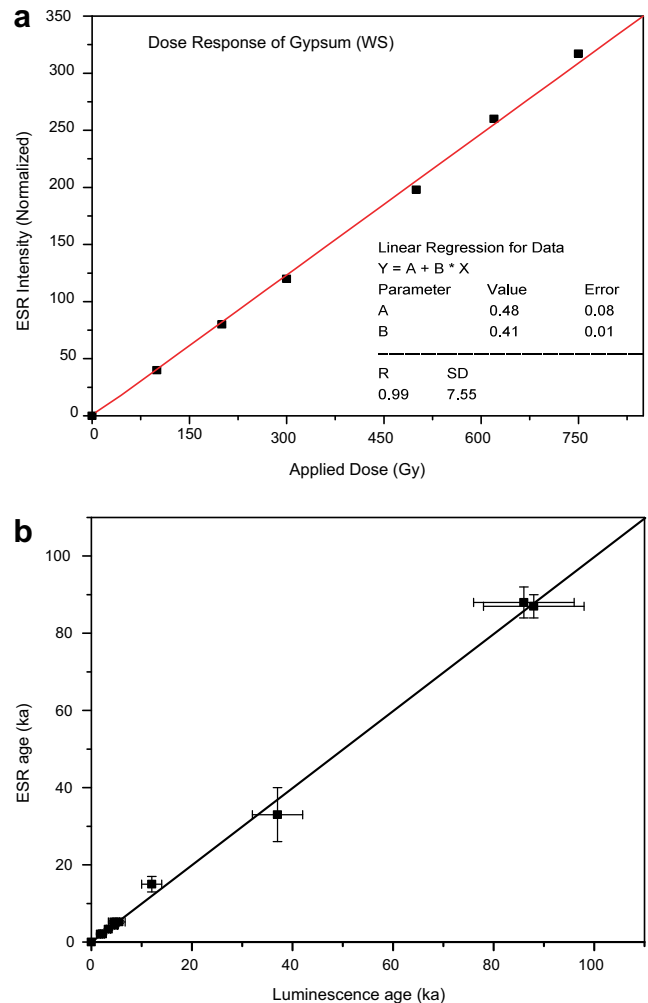 a
Dose Response of Gypsum (WS)
350
300
250
200
150
100
50
0
ESR Intensity (Normalized)
Linear Regression for Data
Y = A + B * X
Parameter Value Error
A 0.48 0.08
B 0.41 0.01
R SD
0.99 7.55
0 150 300 450 600 750
Applied Dose (Gy)
b
100
80
60
40
20
0
ESR age (ka)
0 20 40 60 80 100
Luminescence age (ka)